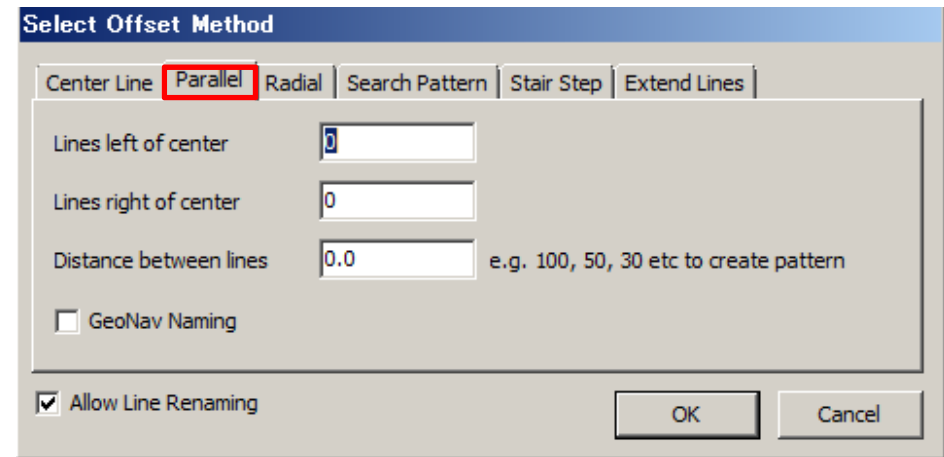 Select Offset Method
Center Line Parallel Radial Search Pattern Stair Step Extend Lines
Lines left of center 0
Lines right of center 0
Distance between lines 0.0 e.g. 100, 50, 30 etc to create pattern
GeoNav Naming
Allow Line Renaming
OK Cancel